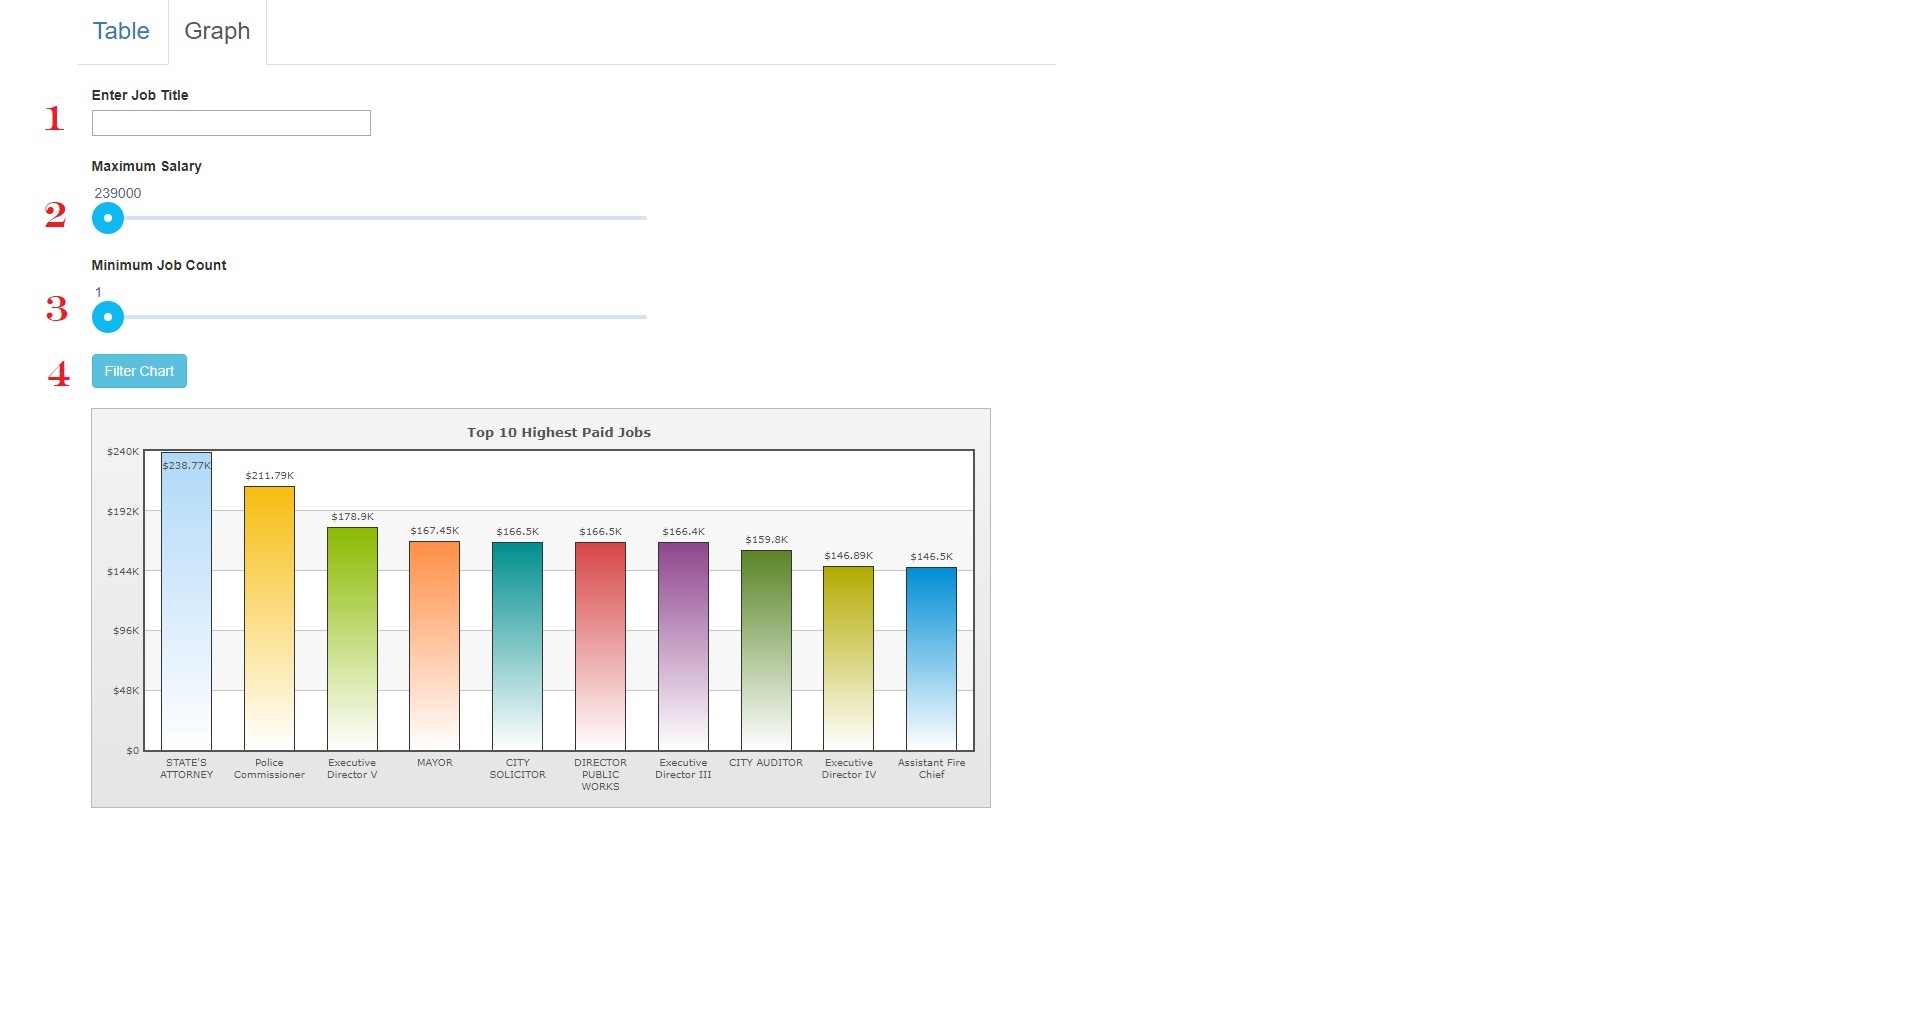 Table Graph
Enter Job Title
1
Maximum Salary
239000
2
Minimum Job Count
1
3
4 Filter Chart
Top 10 Highest Paid Jobs
$240K
$192K
$144K
$96K
$48K
$0
$238.77K
$211.79K
$178.9K
$167.45K
$166.5K
$166.5K
$166.4K
$159.8K
$146.89K
$146.5K
STATE'S
ATTORNEY
Police
Commissioner
Executive
Director V
MAYOR
CITY
SOLICITOR
DIRECTOR
PUBLIC
WORKS
Executive
Director III
CITY AUDITOR
Executive
Director IV
Assistant Fire
Chief